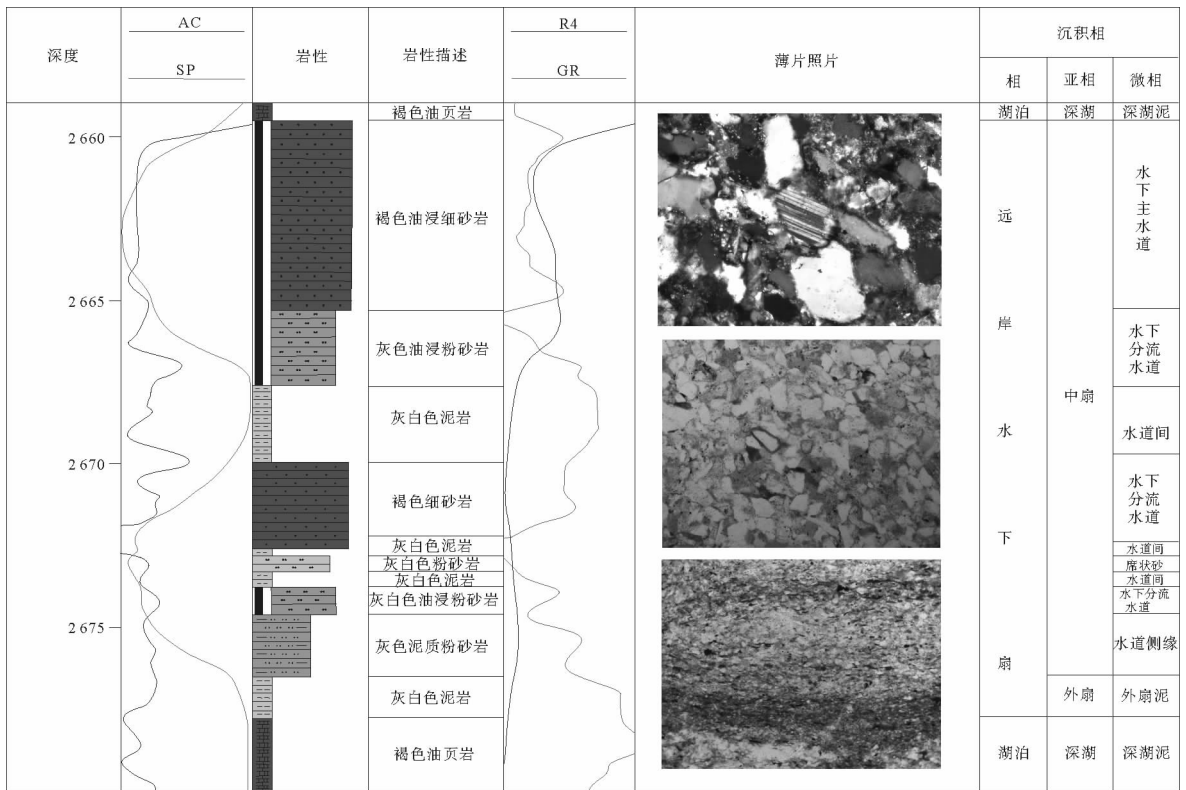 深度
AC
SP
岩性
岩性描述
R4
GR
薄片照片
沉积相
相
亚相
微相
2 660
2 665
2 670
2 675
褐色油页岩
褐色油浸细砂岩
灰色油浸粉砂岩
灰白色泥岩
褐色细砂岩
灰白色泥岩
灰白色粉砂岩
灰白色泥岩
灰白色油浸粉砂岩
灰色泥质粉砂岩
灰白色泥岩
褐色油页岩
湖泊
远
岸
水
下
扇
湖泊
深湖
中扇
外扇
深湖
深湖泥
水
下
主
水
道
水下
分流
水道
水道间
水下
分流
水道
水道间
席状砂
水道间
水下分流
水道
水道侧缘
外扇泥
深湖泥